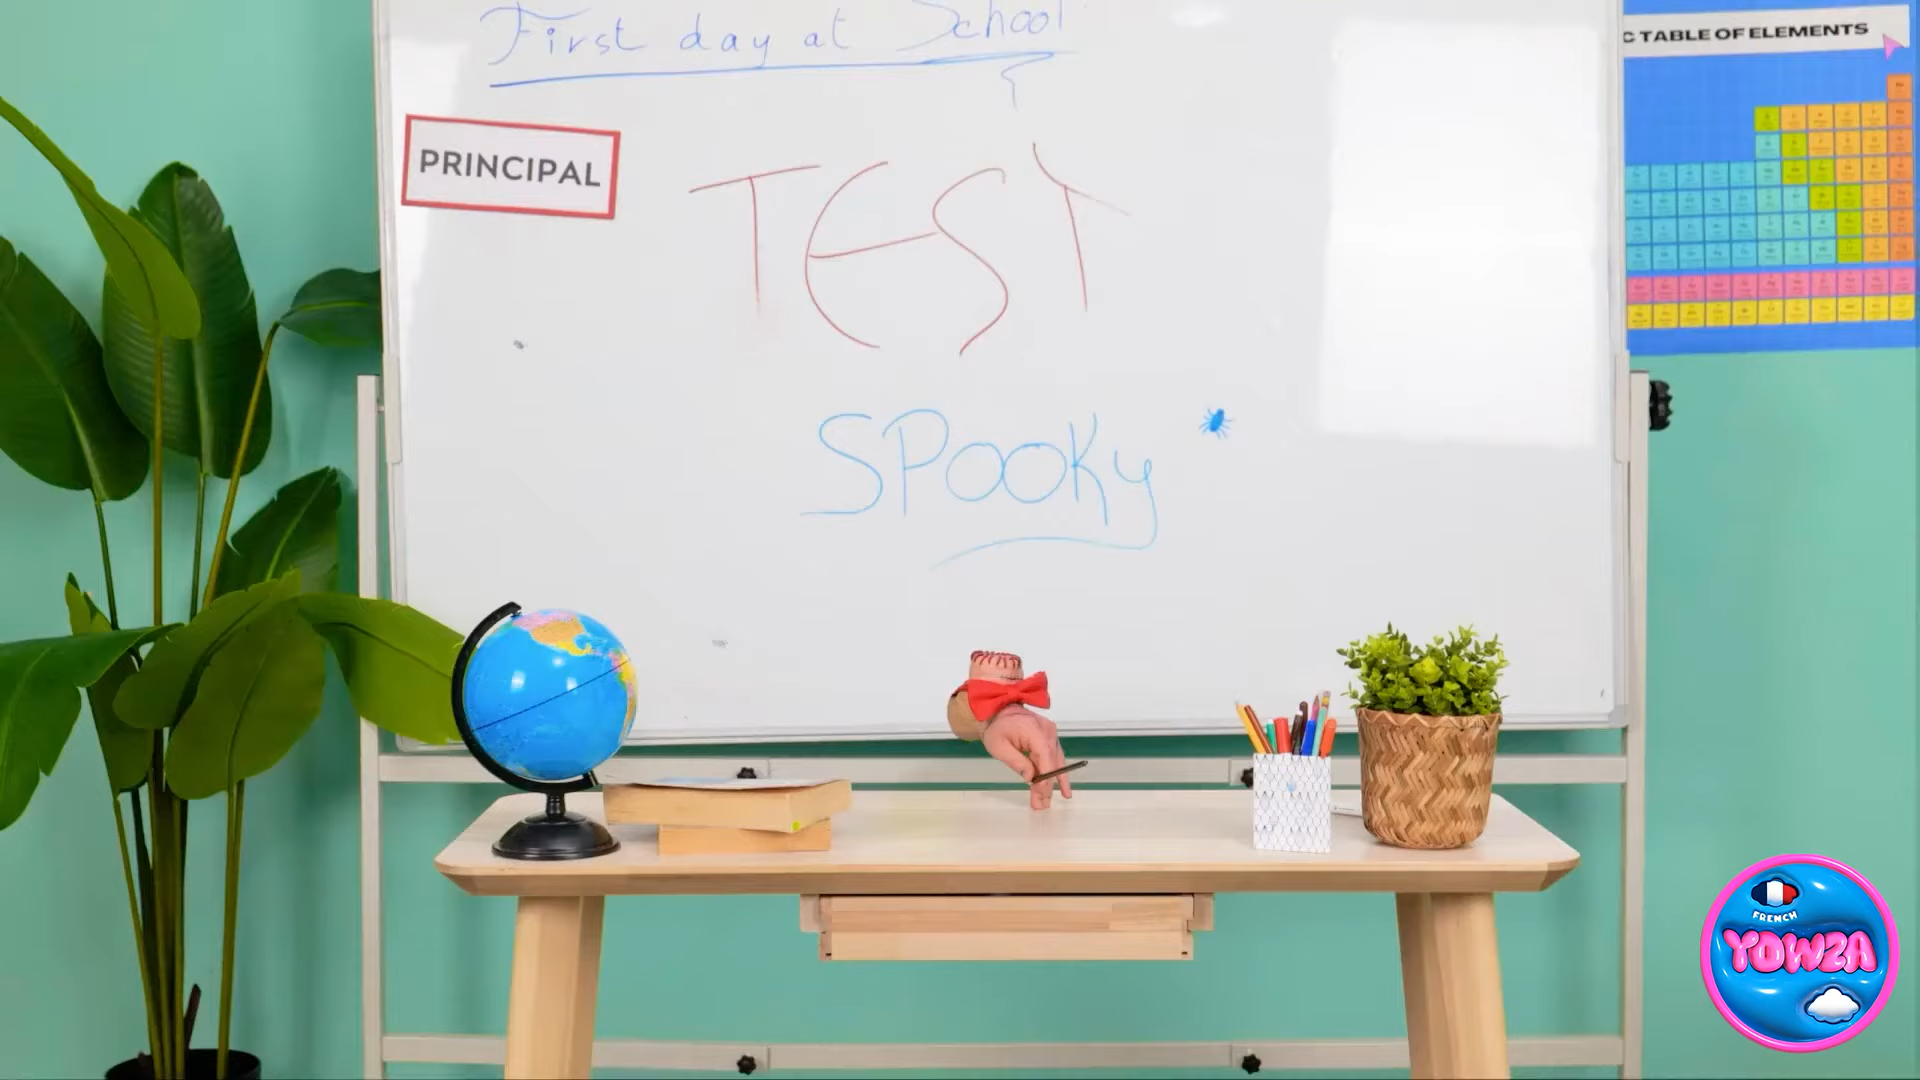 First day at School
C TABLE OF ELEMENTS
PRINCIPAL
TEST
SPOOKY
FRENCH
YOWZA